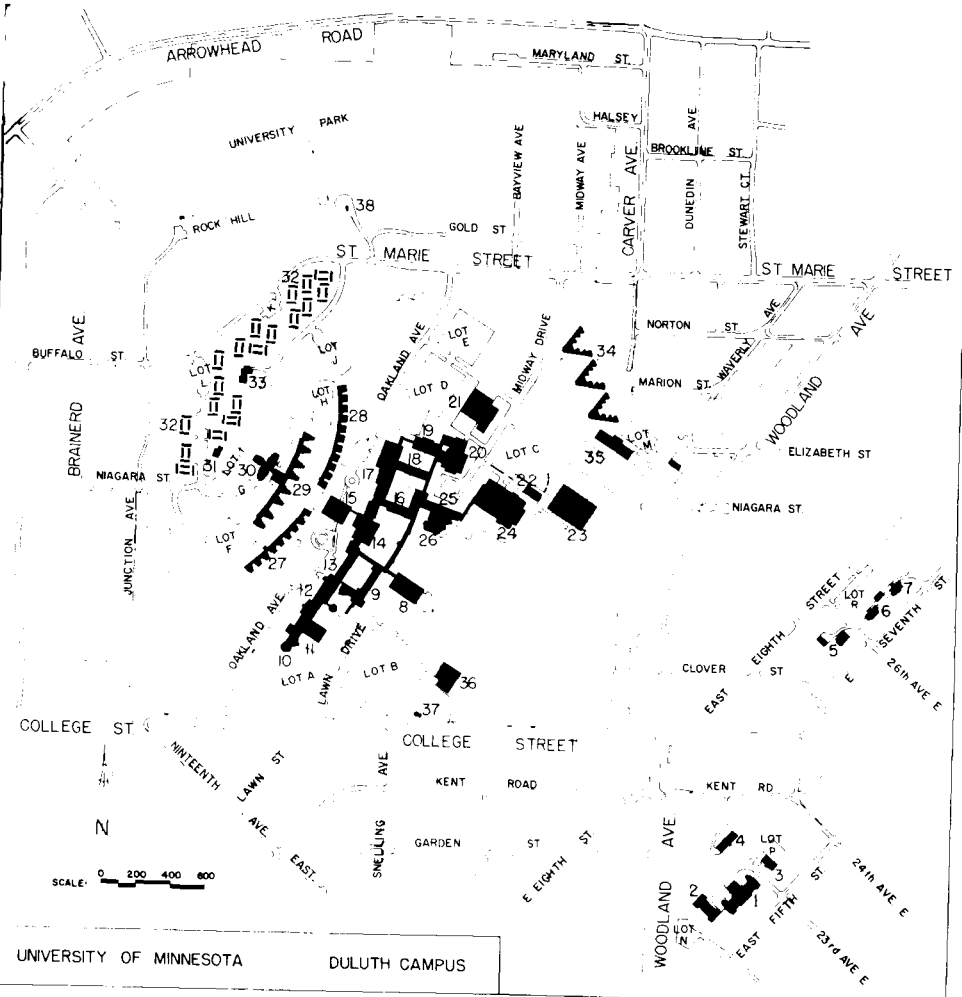 ARROWHEAD ROAD
MARYLAND ST.
HALSEY
UNIVERSITY PARK
BAYVIEW AVE
MIDWAY AVE
CARVER AVE
DUNEDIN AVE
BROOKLINE ST
STEWART CT.
ROCK HILL
38
GOLD ST
ST MARIE STREET
ST MARIE STREET
32
K
BUFFALO ST
BRAINERD AVE
LOT L
33
LOT J
LOT H
OAKLAND AVE
LOT E
LOT D
MIDWAY DRIVE
34
NORTON ST
MARION ST
WAVERLY AVE
WOODLAND AVE
21
28
32
19
18
20
LOT C
35
LOT M
ELIZABETH ST
NIAGARA ST
31
LOT I
30
G
29
17
16
15
25
22
NIAGARA ST.
JUNCTION AVE
LOT F
27
14
26
24
23
13
12
9
8
OAKLAND AVE
10
11
LAWN DRIVE
LOT A
LOT B
36
37
EIGHTH STREET
EAST
LOT R
7
6
5
E SEVENTH ST
CLOVER ST
26th AVE E
COLLEGE ST
COLLEGE STREET
NINTEENTH AVE EAST
LAWN ST
SNELLING AVE
KENT ROAD
KENT RD
N
GARDEN ST
E EIGHTH ST
WOODLAND AVE
4
LOT P
3
2
1
LOT N
EAST FIFTH ST
24th AVE E
23rd AVE E
SCALE: 0 200 400 600
UNIVERSITY OF MINNESOTA DULUTH CAMPUS